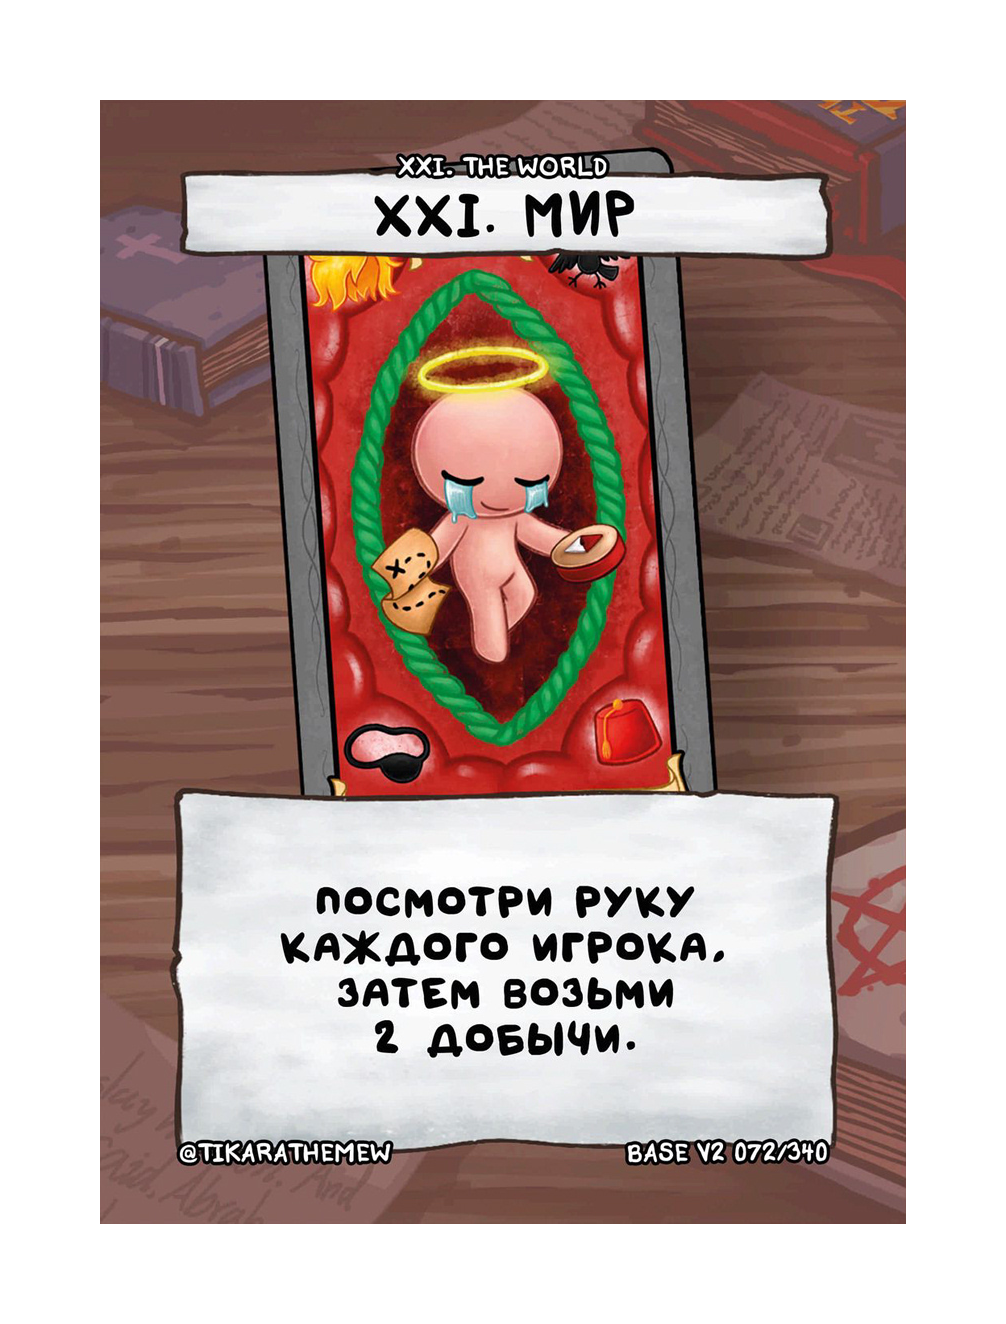 XXI. THE WORLD
XXI. МИР
ПОСМОТРИ РУКУ
КАЖДОГО ИГРОКА,
ЗАТЕМ ВОЗЬМИ
2 ДОБЫЧИ.
@TIKARATHEMEW
BASE V2 072/340